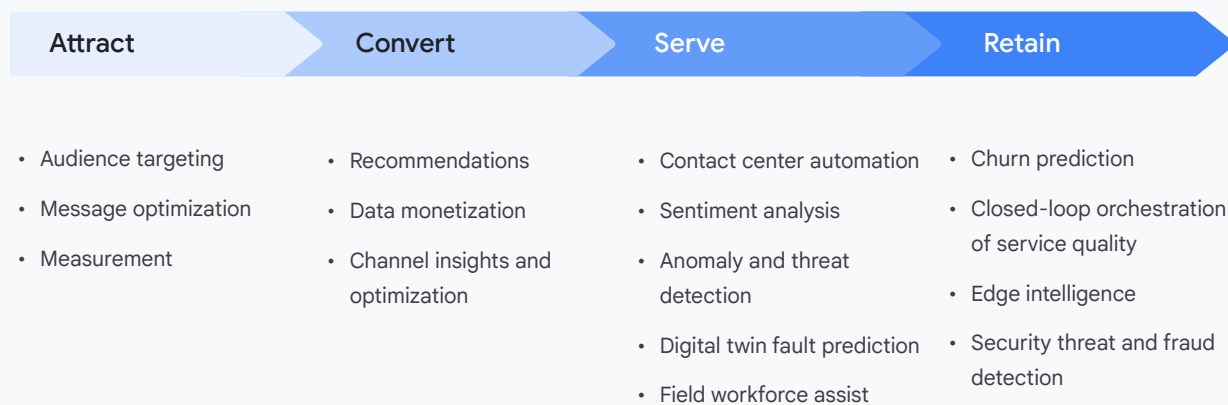 Attract
Convert
Serve
Retain
• Audience targeting
• Message optimization
• Measurement
• Recommendations
• Data monetization
• Channel insights and
optimization
• Contact center automation
• Sentiment analysis
• Anomaly and threat
detection
• Digital twin fault prediction
• Field workforce assist
• Churn prediction
• Closed-loop orchestration
of service quality
• Edge intelligence
• Security threat and fraud
detection